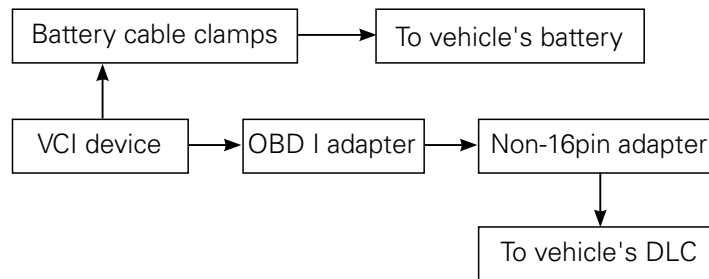 Battery cable clamps
To vehicle's battery
VCI device
OBD I adapter
Non-16pin adapter
To vehicle's DLC